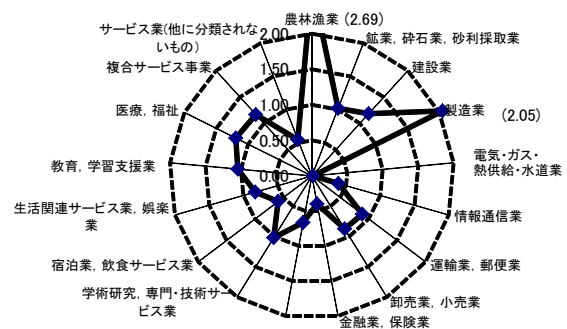 農林漁業 (2.69)
鉱業, 砕石業, 砂利採取業
建設業
製造業
(2.05)
電気・ガス・
熱供給・水道業
情報通信業
運輸業, 郵便業
卸売業, 小売業
金融業, 保険業
学術研究, 専門・技術サー
ビス業
宿泊業, 飲食サービス業
生活関連サービス業, 娯楽
業
教育, 学習支援業
医療, 福祉
複合サービス事業
サービス業(他に分類されな
いもの)
2.00
1.50
1.00
0.50
0.00